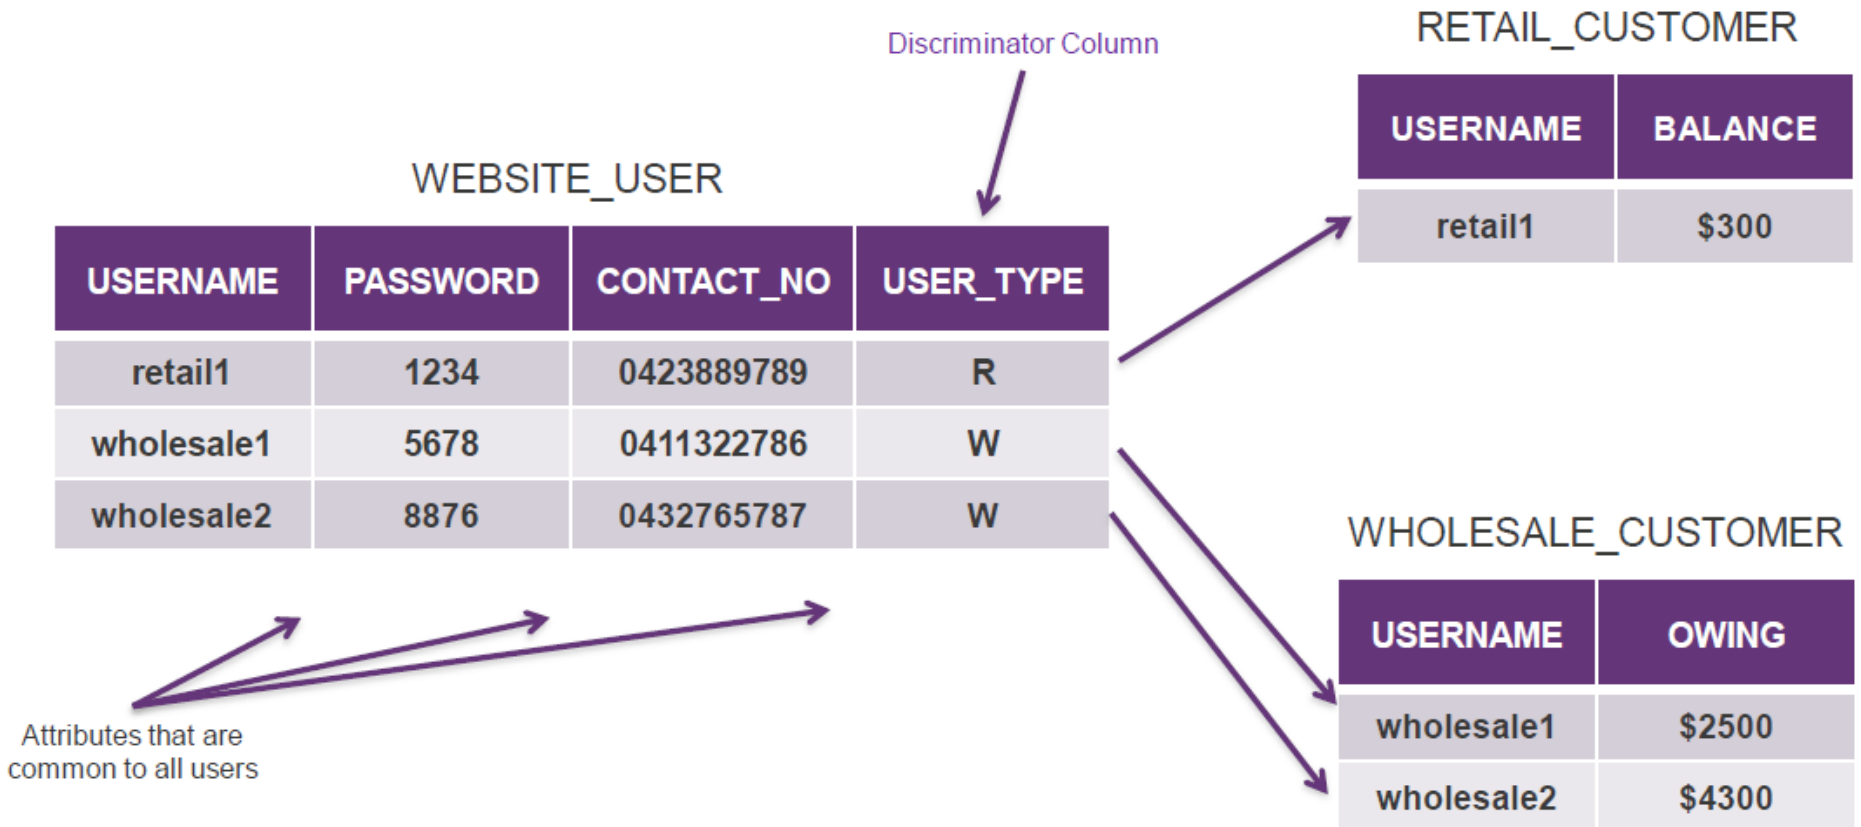 Discriminator Column
WEBSITE_USER
USERNAME PASSWORD CONTACT_NO USER_TYPE
retail1 1234 0423889789 R
wholesale1 5678 0411322786 W
wholesale2 8876 0432765787 W
Attributes that are
common to all users
RETAIL_CUSTOMER
USERNAME BALANCE
retail1 $300
WHOLESALE_CUSTOMER
USERNAME OWING
wholesale1 $2500
wholesale2 $4300